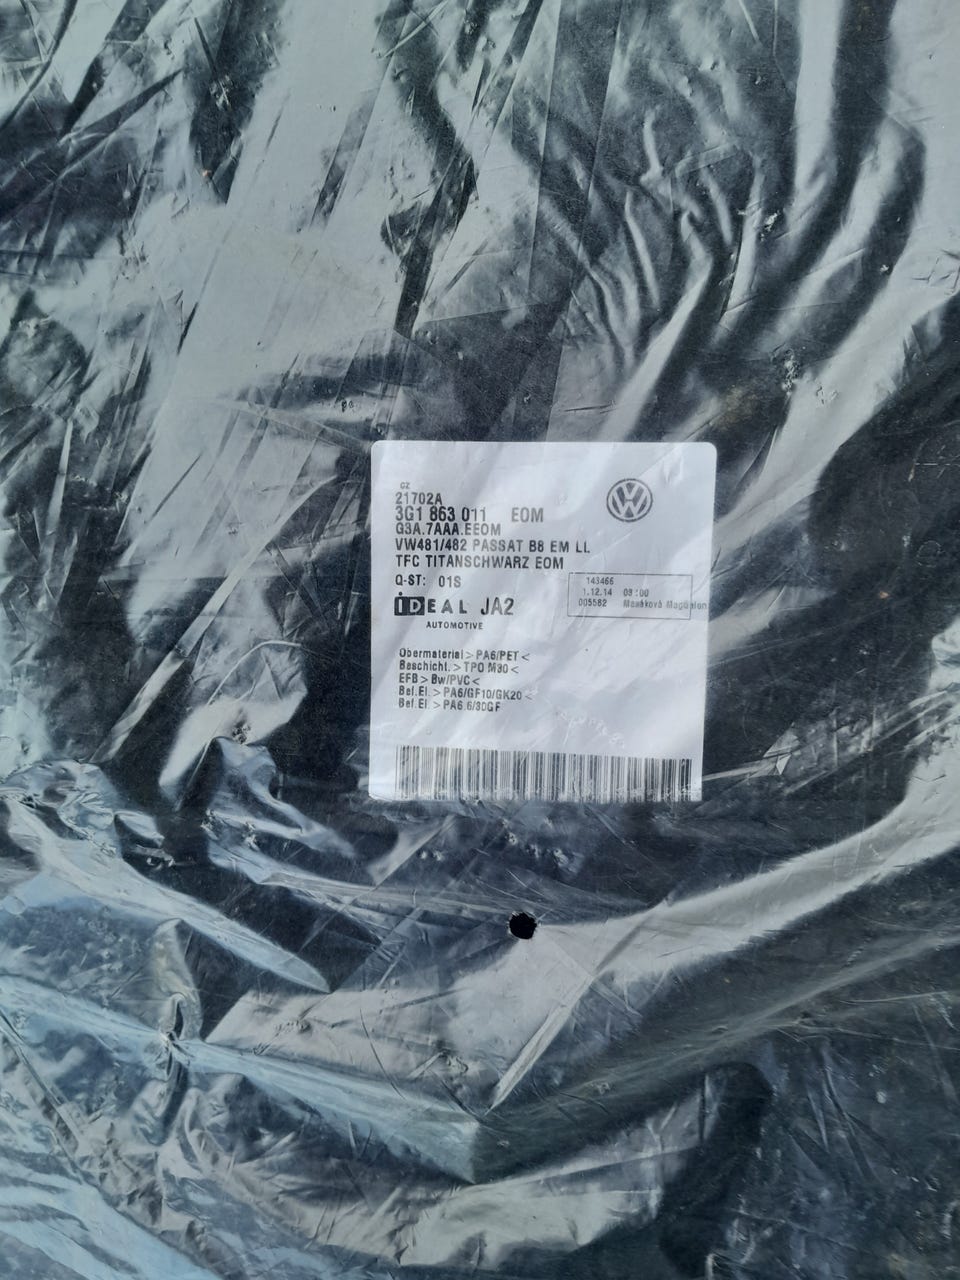 CZ
21702A
3G1 863 011 EOM
G3A.7AAA.EEOM
VW481/482 PASSAT B8 EM LL
TFC TITANSCHWARZ EOM
Q-ST: 01S
143466
1.12.14 08:00
005582
iDEAL JA2
AUTOMOTIVE
Obermaterial>PA6/PET<
Beschicht.>TPO M30<
EFB>Bw/PVC<
Bef.El.>PA6/GF10/GK20<
Bef.El.>PA6.6/30GF